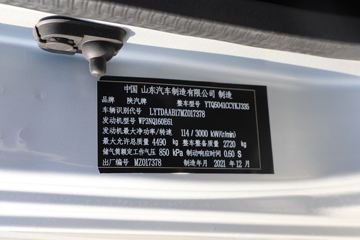 中国 山东汽车制造有限公司 制造
品牌 陕汽牌 整车型号 YTQ5041CCYKJ335
车辆识别代号 LYTDAAB17MZ017378
发动机型号 WP3NQ160E61
发动机最大净功率/转速 114/3000 kW/(r/min)
最大允许总质量 4490 kg 整车整备质量 2720 kg
储气筒额定工作气压 850 kPa 制动响应时间 0.60 S
出厂编号 MZ017378 制造年月 2021 年 12 月